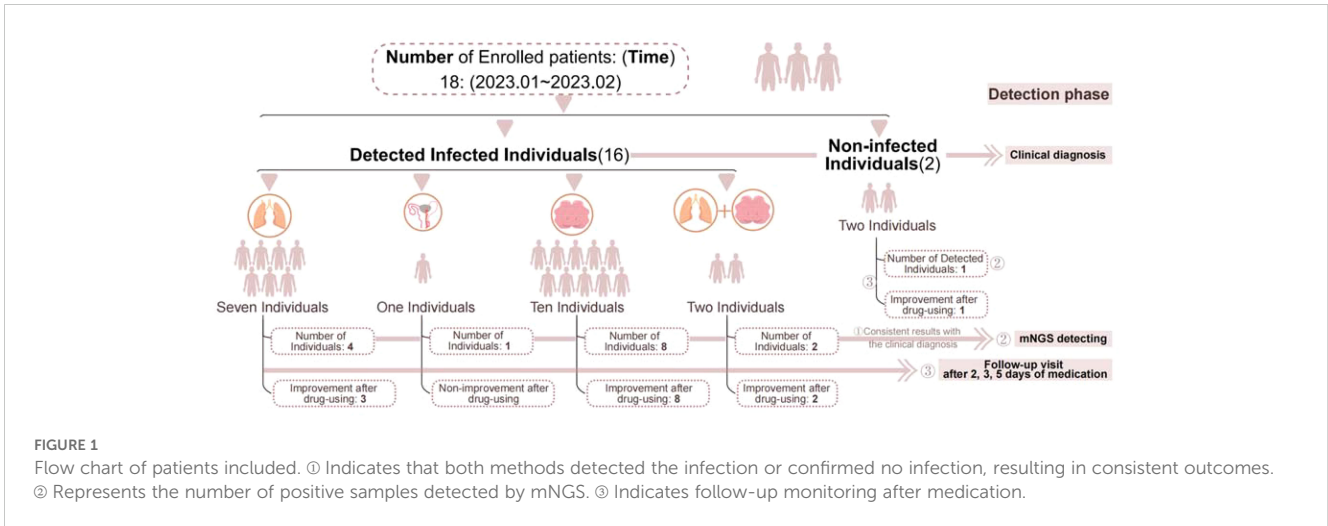 Number of Enrolled patients: (Time)
18: (2023.01~2023.02)
Detection phase
Detected Infected Individuals(16)
Non-infected
Individuals(2)
Clinical diagnosis
+
Two Individuals
Number of Detected
Individuals: 1
②
③
Improvement after
drug-using: 1
Seven Individuals
One Individuals
Ten Individuals
Two Individuals
Number of
Individuals: 4
Number of
Individuals: 1
Number of
Individuals: 8
Number of
Individuals: 2
①Consistent results with
the clinical diagnosis
② mNGS detecting
③ Follow-up visit
after 2, 3, 5 days of medication
Improvement after
drug-using: 3
Non-improvement after
drug-using
Improvement after
drug-using: 8
Improvement after
drug-using: 2
FIGURE 1
Flow chart of patients included. ① Indicates that both methods detected the infection or confirmed no infection, resulting in consistent outcomes.
② Represents the number of positive samples detected by mNGS. ③ Indicates follow-up monitoring after medication.